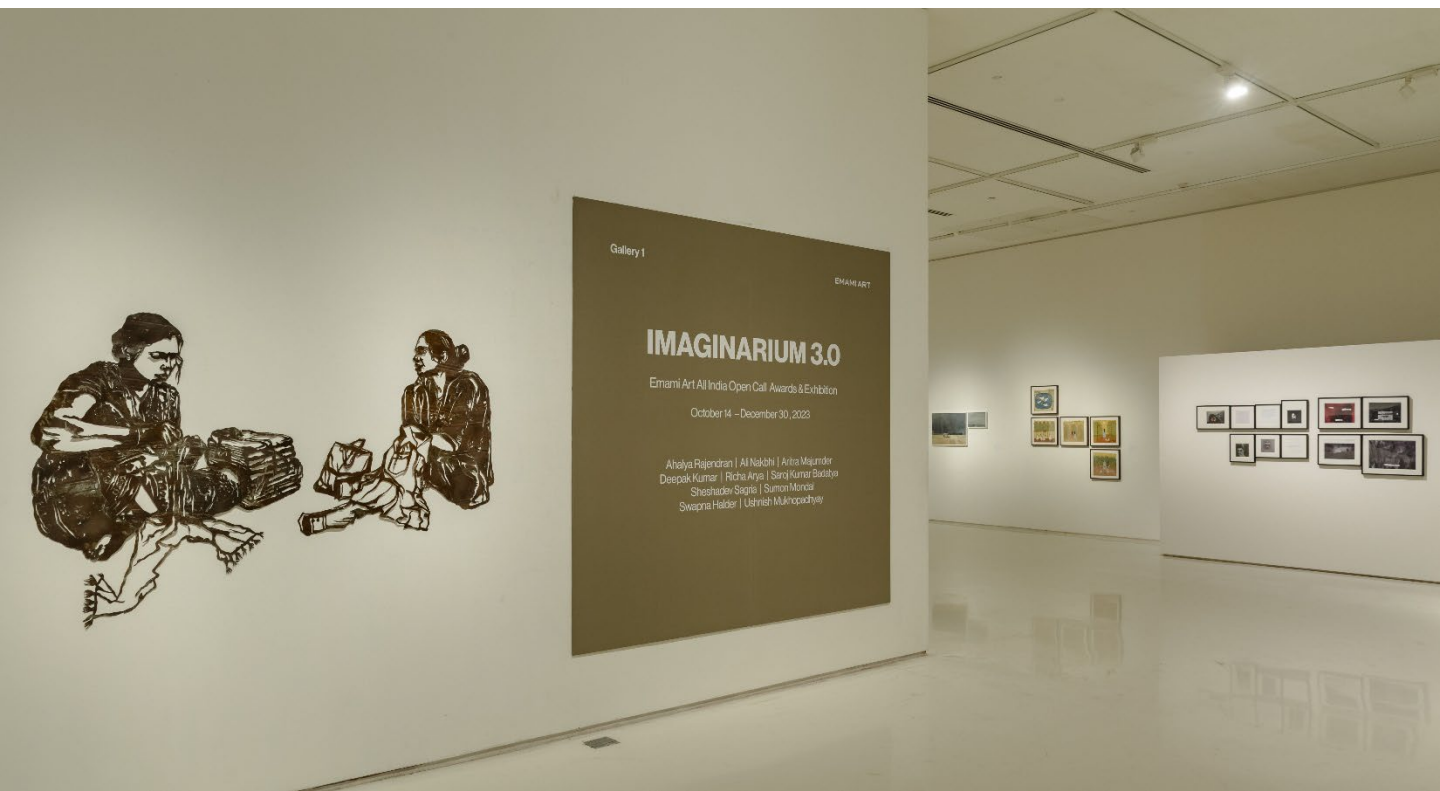 Gallery 1
EMAMI ART
IMAGINARIUM 3.0
Emami Art All India Open Call Awards & Exhibition
October 14 – December 30, 2023
Ahalya Rajendran | Ali Nakbhi | Aritra Majumder
Deepak Kumar | Richa Arya | Saroj Kumar Badatya
Sheshadev Sagria | Sumon Mondal
Swapna Halder | Ushnish Mukhopadhyay